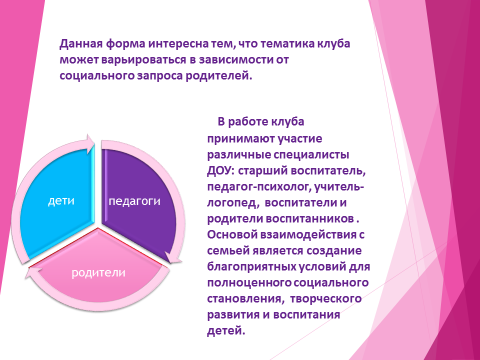 Данная форма интересна тем, что тематика клуба
может варьироваться в зависимости от
социального запроса родителей.
В работе клуба
принимают участие
различные специалисты
ДОУ: старший воспитатель,
педагог-психолог, учитель-
логопед, воспитатели и
родители воспитанников .
Основой взаимодействия с
семьей является создание
благоприятных условий для
полноценного социального
становления, творческого
развития и воспитания
детей.
дети
педагоги
родители